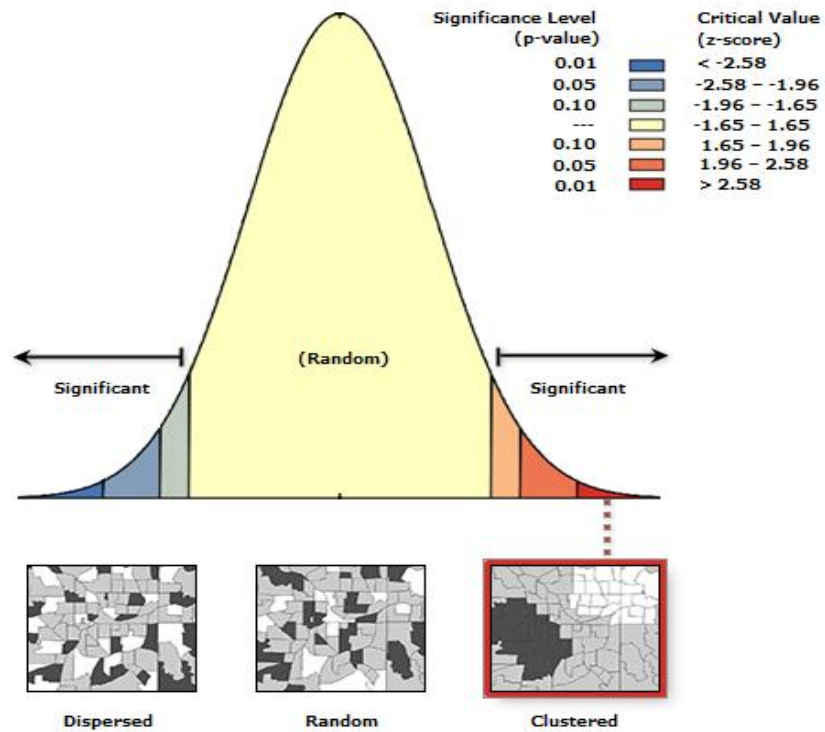 Significance Level Critical Value
(p-value) (z-score)
0.01 < -2.58
0.05 -2.58 – -1.96
0.10 -1.96 – -1.65
--- -1.65 – 1.65
0.10 1.65 – 1.96
0.05 1.96 – 2.58
0.01 > 2.58
(Random)
Significant Significant
Dispersed Random Clustered